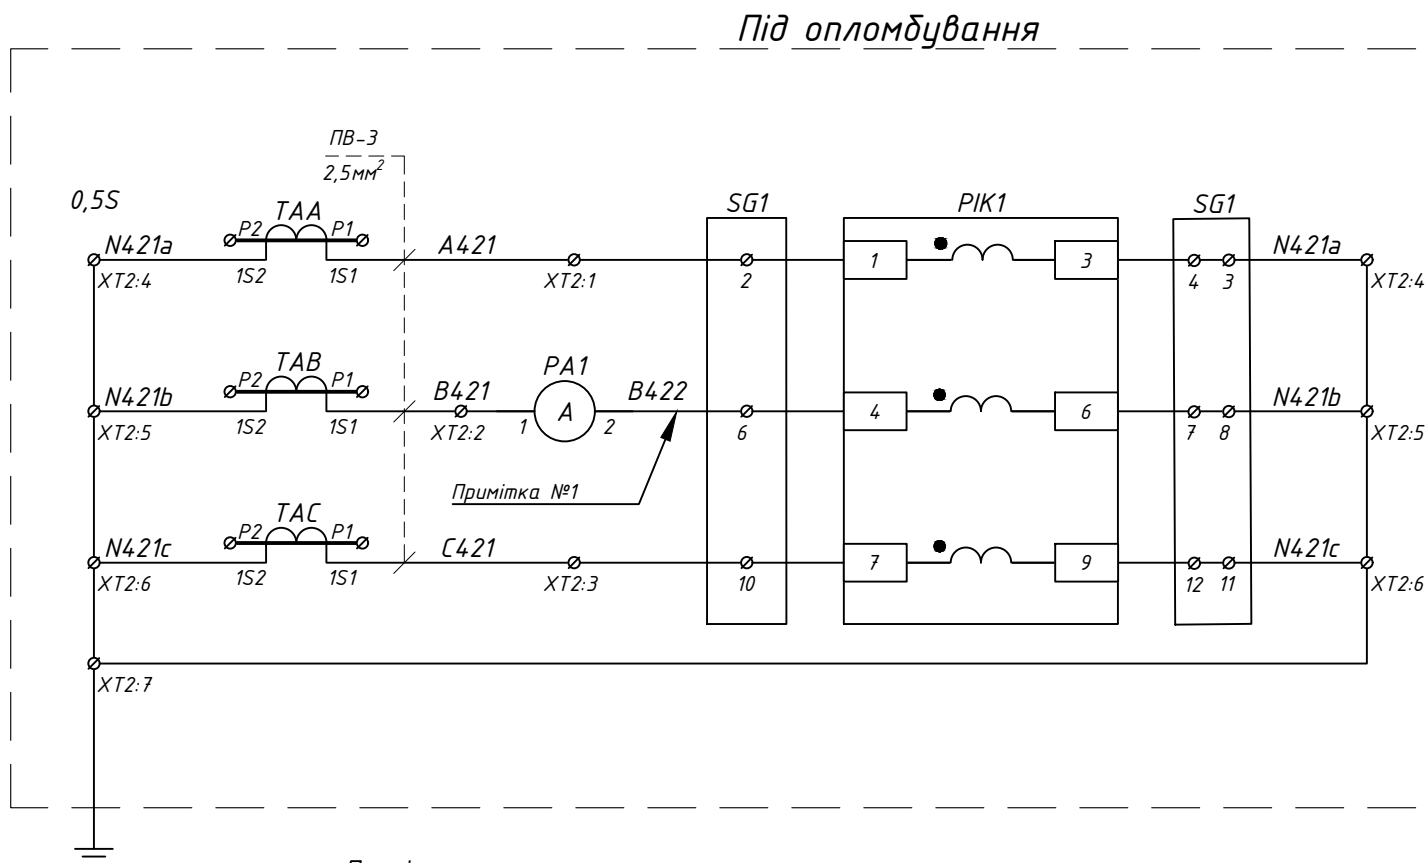 Під опломбування
ПВ-3
2,5мм²
0,5S
TAA
SG1
PIK1
SG1
N421a
P2
P1
A421
1
3
N421a
XT2:4
1S2
1S1
XT2:1
2
4
3
XT2:4
TAB
PA1
N421b
P2
P1
B421
A
B422
4
6
N421b
XT2:5
1S2
1S1
XT2:2
1
2
6
7
8
XT2:5
Примітка №1
TAC
N421c
P2
P1
C421
7
9
N421c
XT2:6
1S2
1S1
XT2:3
10
12
11
XT2:6
XT2:7